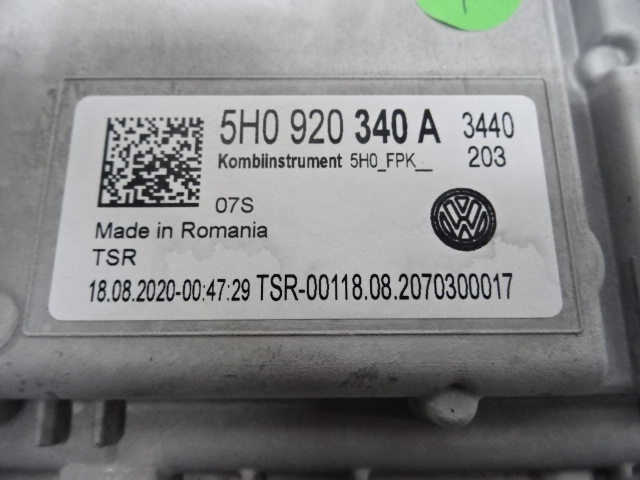 5H0 920 340 A 3440
Kombiinstrument 5H0_FPK__ 203
07S
Made in Romania
TSR
18.08.2020-00:47:29 TSR-00118.08.2070300017